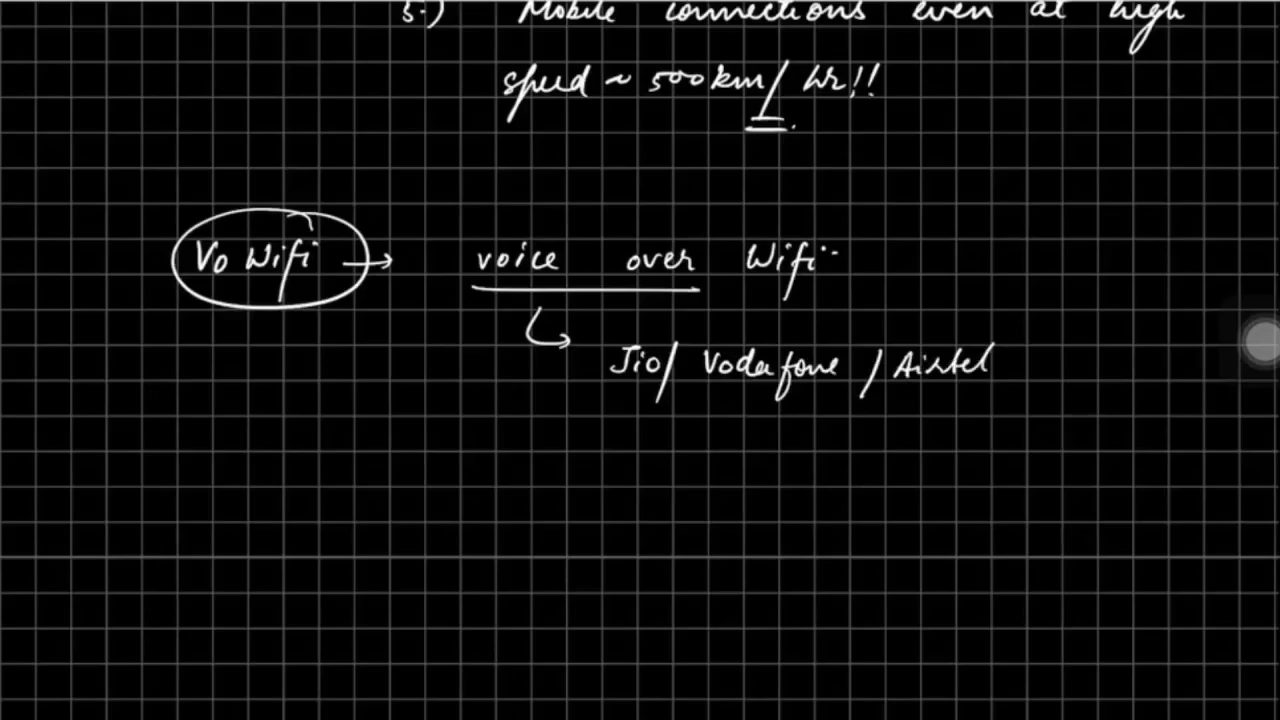 5.) Mobile connections even at high
speed ~ 500km/hr!!
Vo Wifi → voice over Wifi
Jio/ Vodafone / Airtel